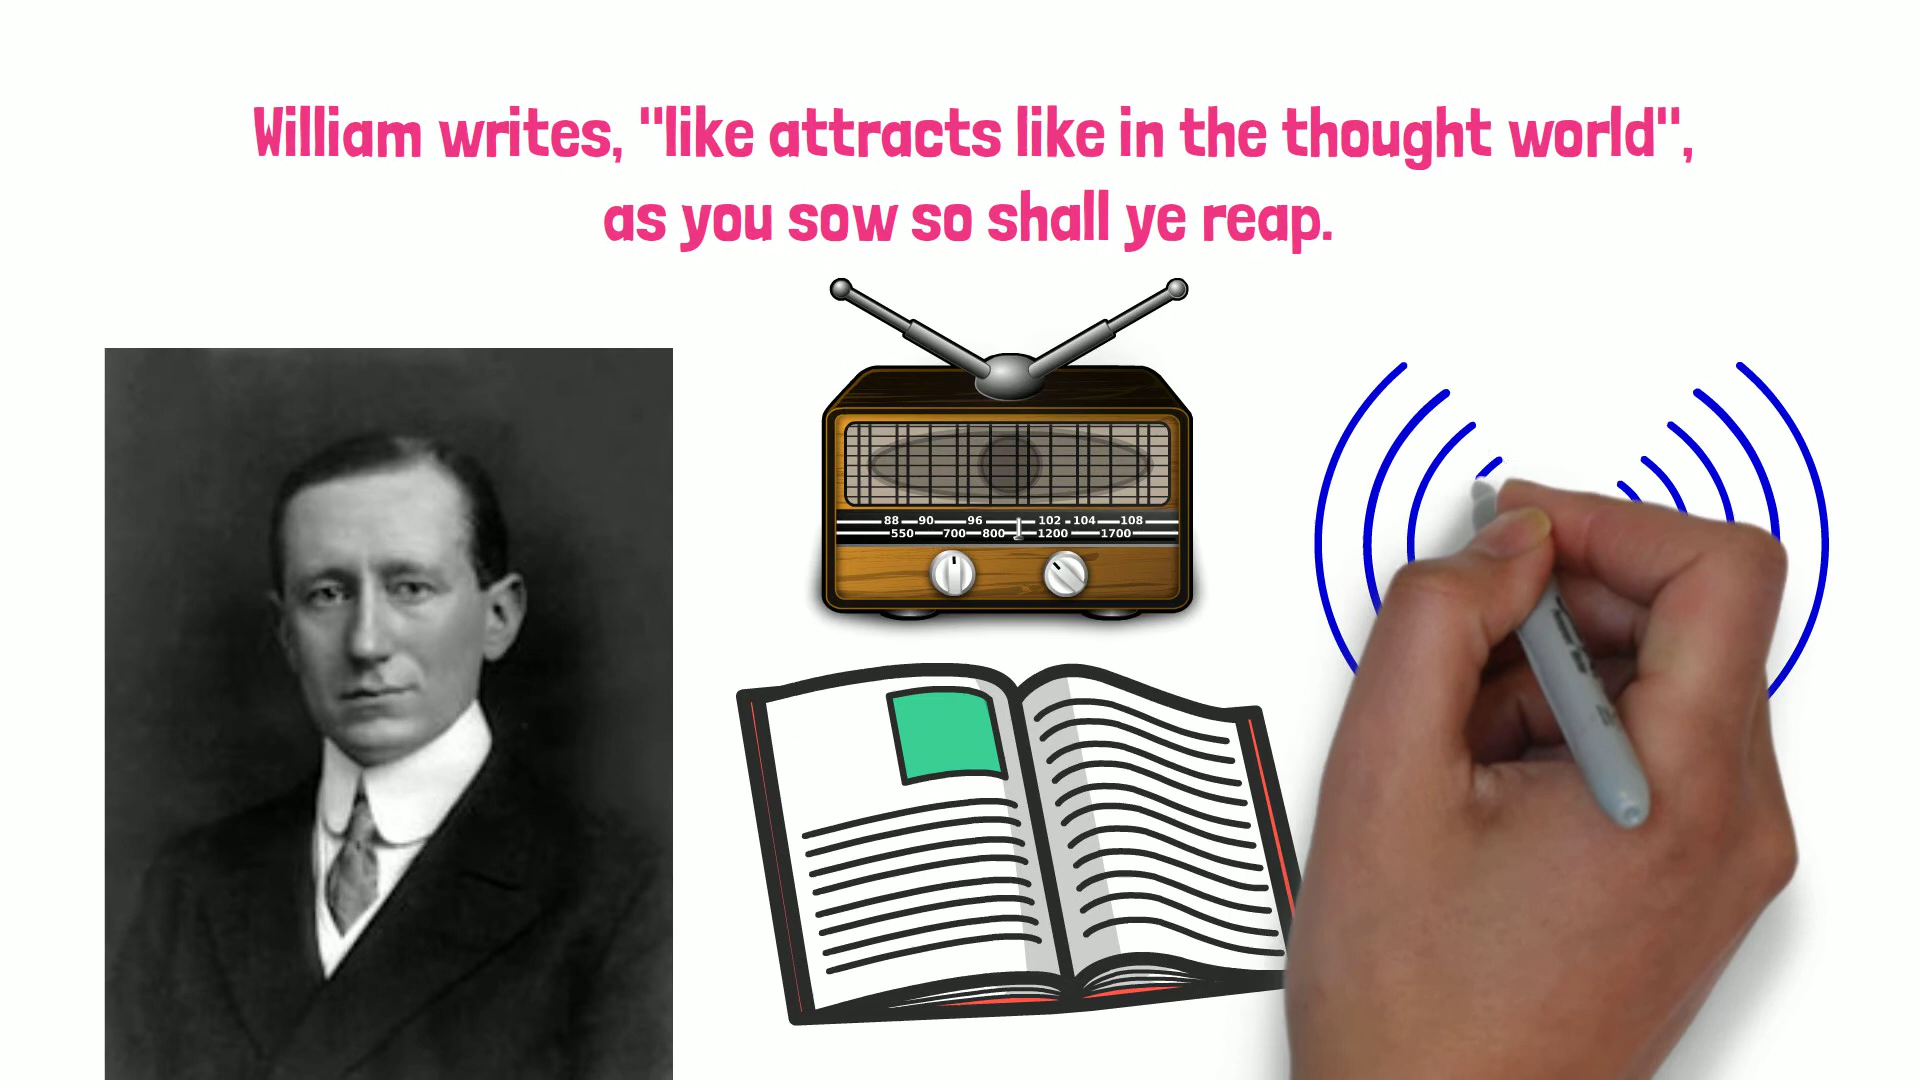 William writes, "like attracts like in the thought world",
as you sow so shall ye reap.
88 90 96 102 104 108
550 700 800 1200 1700